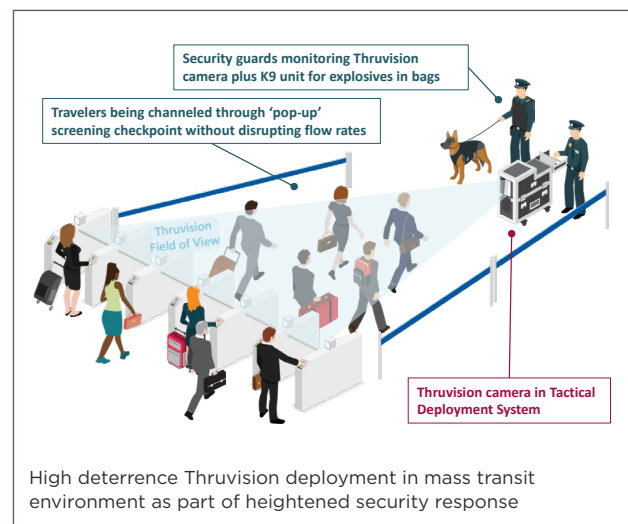 Security guards monitoring Thruvision
camera plus K9 unit for explosives in bags
Travelers being channeled through ‘pop-up’
screening checkpoint without disrupting flow rates
Thruvision
Field of View
Thruvision camera in Tactical
Deployment System
High deterrence Thruvision deployment in mass transit
environment as part of heightened security response